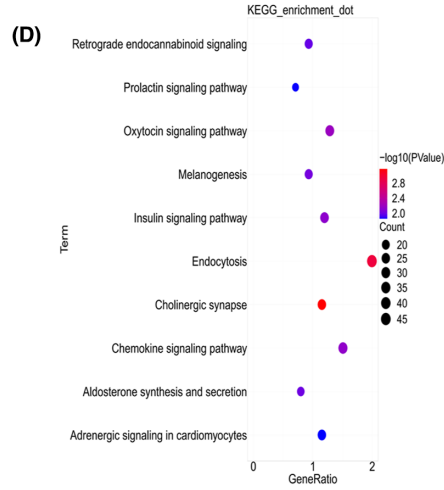 KEGG_enrichment_dot
(D)
Retrograde endocannabinoid signaling
Prolactin signaling pathway
Oxytocin signaling pathway
Melanogenesis
Insulin signaling pathway
Endocytosis
Cholinergic synapse
Chemokine signaling pathway
Aldosterone synthesis and secretion
Adrenergic signaling in cardiomyocytes
Term
0 1 2
GeneRatio
−log10(PValue)
2.8
2.4
2.0
Count
20
25
30
35
40
45